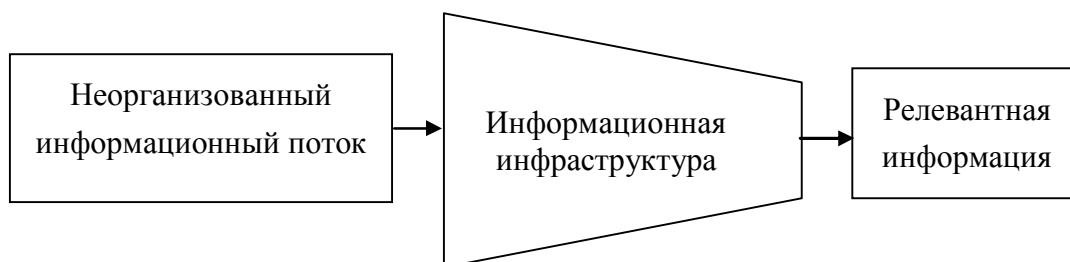 Неорганизованный
информационный поток
Информационная
инфраструктура
Релевантная
информация